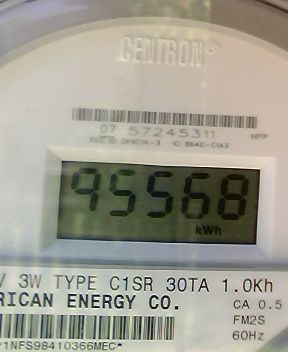 CENTRON®
07 57245311
95568
kWh
V 3W TYPE C1SR 30TA 1.0Kh
RICAN ENERGY CO.
CA 0.5
FM2S
60Hz
1NFS98410366MEC*